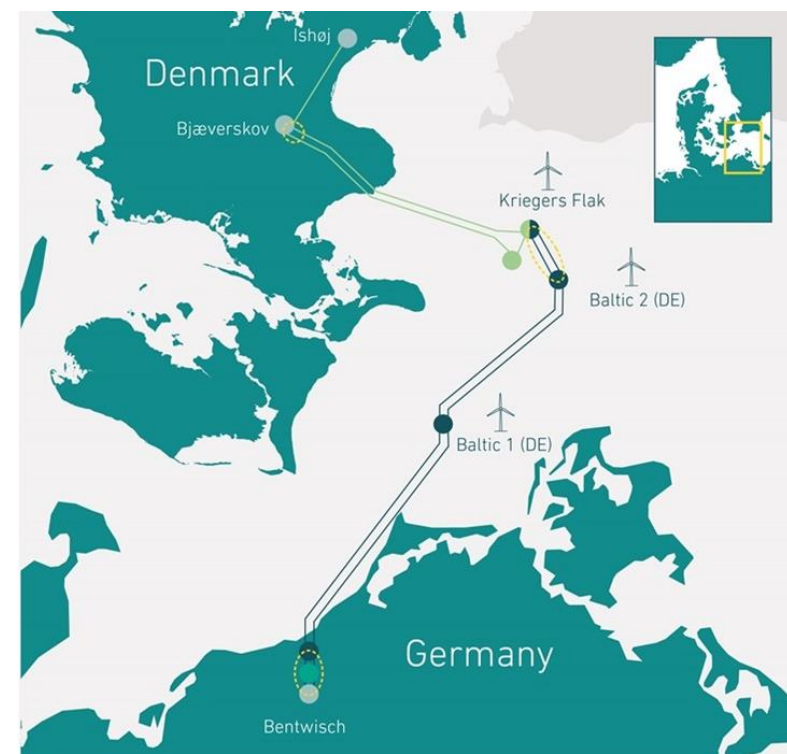 Ishøj
Denmark
Bjæverskov
Kriegers Flak
Baltic 2 (DE)
Baltic 1 (DE)
Germany
Bentwisch